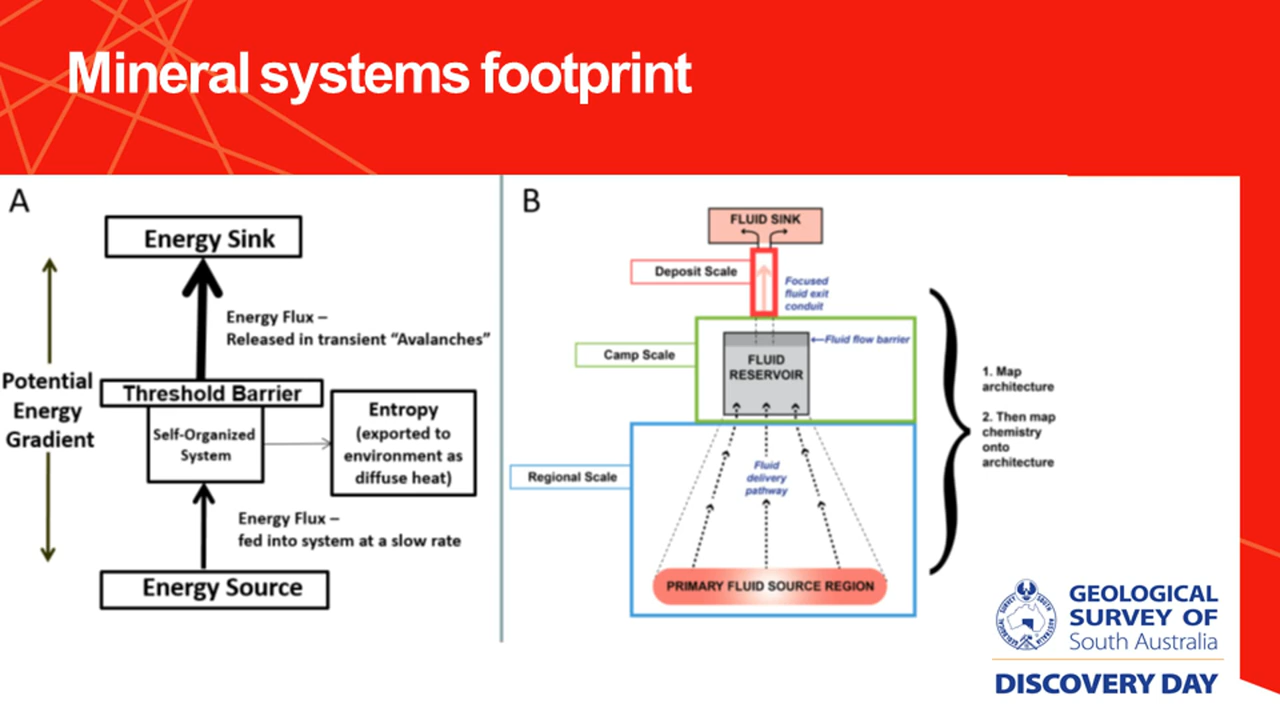 Mineral systems footprint
A
Energy Sink
Energy Flux –
Released in transient “Avalanches”
Potential
Energy
Gradient
Threshold Barrier
Self-Organized
System
Entropy
(exported to
environment as
diffuse heat)
Energy Flux –
fed into system at a slow rate
Energy Source
B
FLUID SINK
Deposit Scale
Focused
fluid exit
conduit
Camp Scale
Fluid flow barrier
FLUID
RESERVOIR
Regional Scale
Fluid
delivery
pathway
PRIMARY FLUID SOURCE REGION
1. Map
architecture
2. Then map
chemistry
onto
architecture
GEOLOGICAL
SURVEY OF
South Australia
DISCOVERY DAY